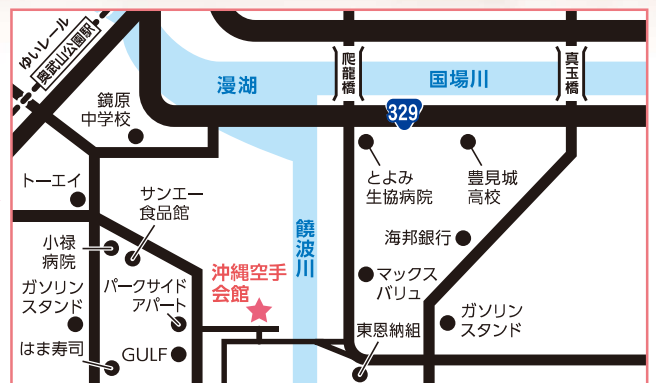 ゆいレール
奥武山公園駅
漫湖
爬龍橋
国場川
真玉橋
329
鏡原
中学校
とよみ
生協病院
豊見城
高校
トーエイ
サンエー
食品館
饒波川
海邦銀行
小禄
病院
沖縄空手
会館
マックス
バリュ
ガソリン
スタンド
パークサイド
アパート
ガソリン
スタンド
東恩納組
はま寿司
GULF